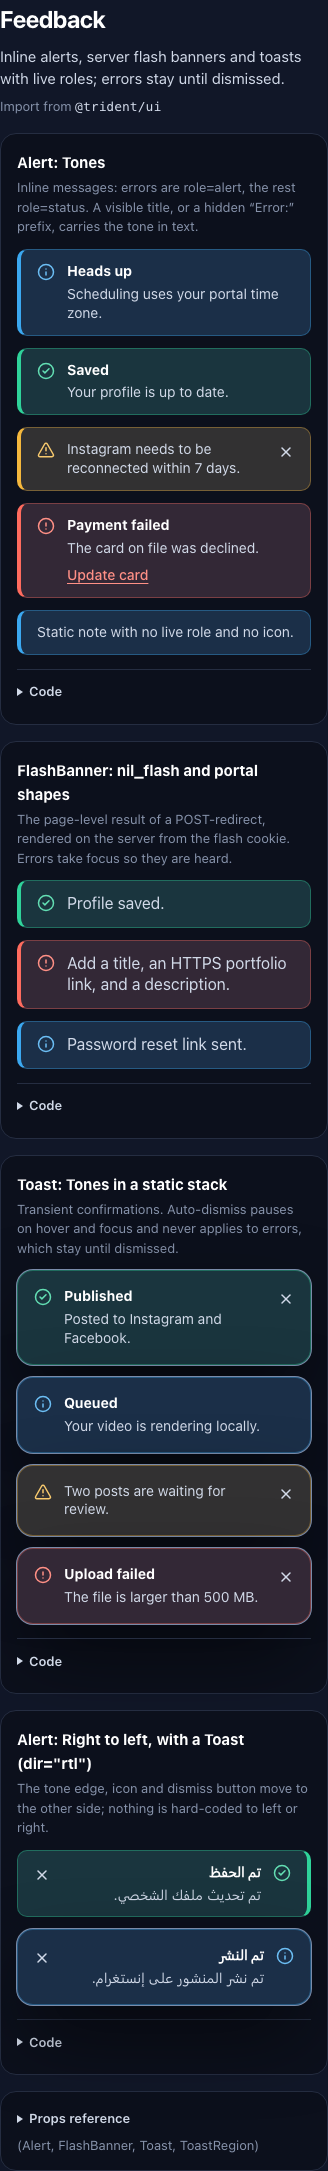 Feedback
Inline alerts, server flash banners and toasts
with live roles; errors stay until dismissed.
Import from @trident/ui
Alert: Tones
Inline messages: errors are role=alert, the rest
role=status. A visible title, or a hidden “Error:”
prefix, carries the tone in text.
Heads up
Scheduling uses your portal time
zone.
Saved
Your profile is up to date.
Instagram needs to be
reconnected within 7 days.
Payment failed
The card on file was declined.
Update card
Static note with no live role and no icon.
Code
FlashBanner: nil_flash and portal
shapes
The page-level result of a POST-redirect,
rendered on the server from the flash cookie.
Errors take focus so they are heard.
Profile saved.
Add a title, an HTTPS portfolio
link, and a description.
Password reset link sent.
Code
Toast: Tones in a static stack
Transient confirmations. Auto-dismiss pauses
on hover and focus and never applies to errors,
which stay until dismissed.
Published
Posted to Instagram and
Facebook.
Queued
Your video is rendering locally.
Two posts are waiting for
review.
Upload failed
The file is larger than 500 MB.
Code
Alert: Right to left, with a Toast
(dir="rtl")
The tone edge, icon and dismiss button move to
the other side; nothing is hard-coded to left or
right.
تم الحفظ
تم تحديث ملفك الشخصي.
تم النشر
تم نشر المنشور على إنستغرام.
Code
Props reference
(Alert, FlashBanner, Toast, ToastRegion)